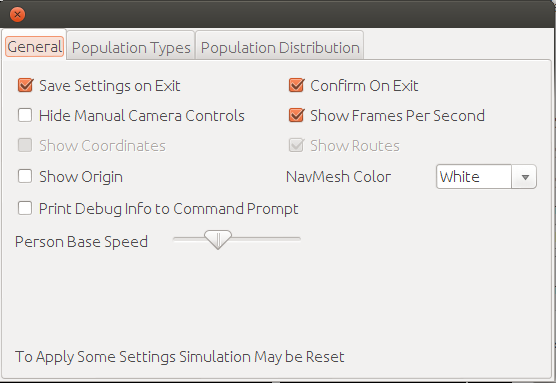 General Population Types Population Distribution
Save Settings on Exit Confirm On Exit
Hide Manual Camera Controls Show Frames Per Second
Show Coordinates Show Routes
Show Origin NavMesh Color White
Print Debug Info to Command Prompt
Person Base Speed
To Apply Some Settings Simulation May be Reset